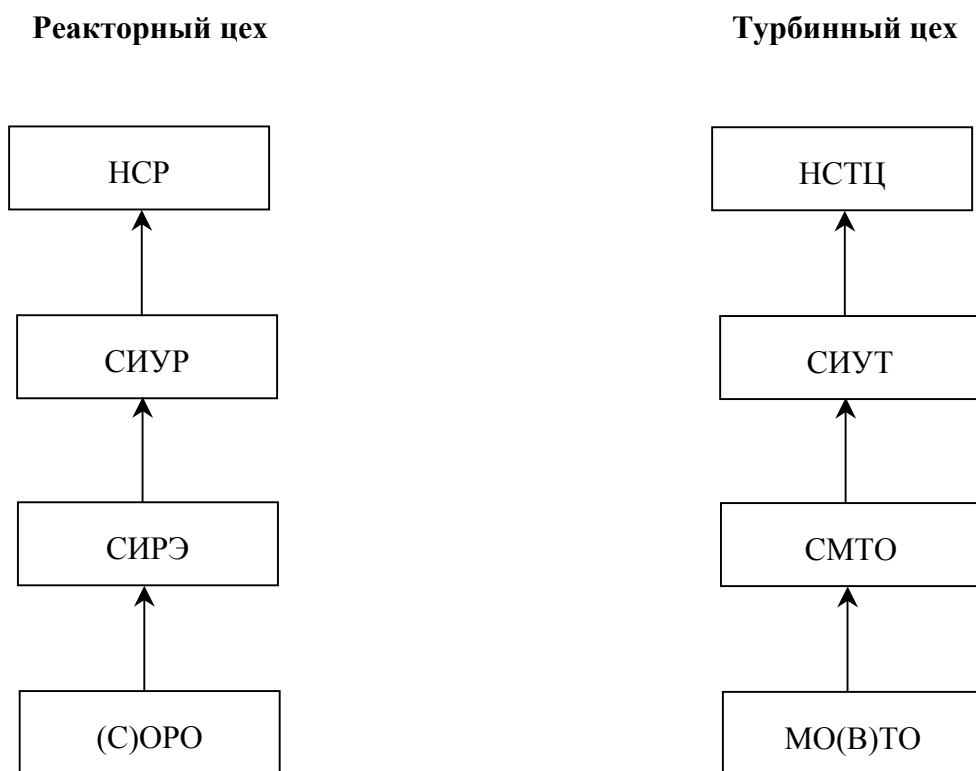 Реакторный цех
Турбинный цех
НСР
НСТЦ
СИУР
СИУТ
СИРЭ
СМТО
(С)ОРО
МО(В)ТО